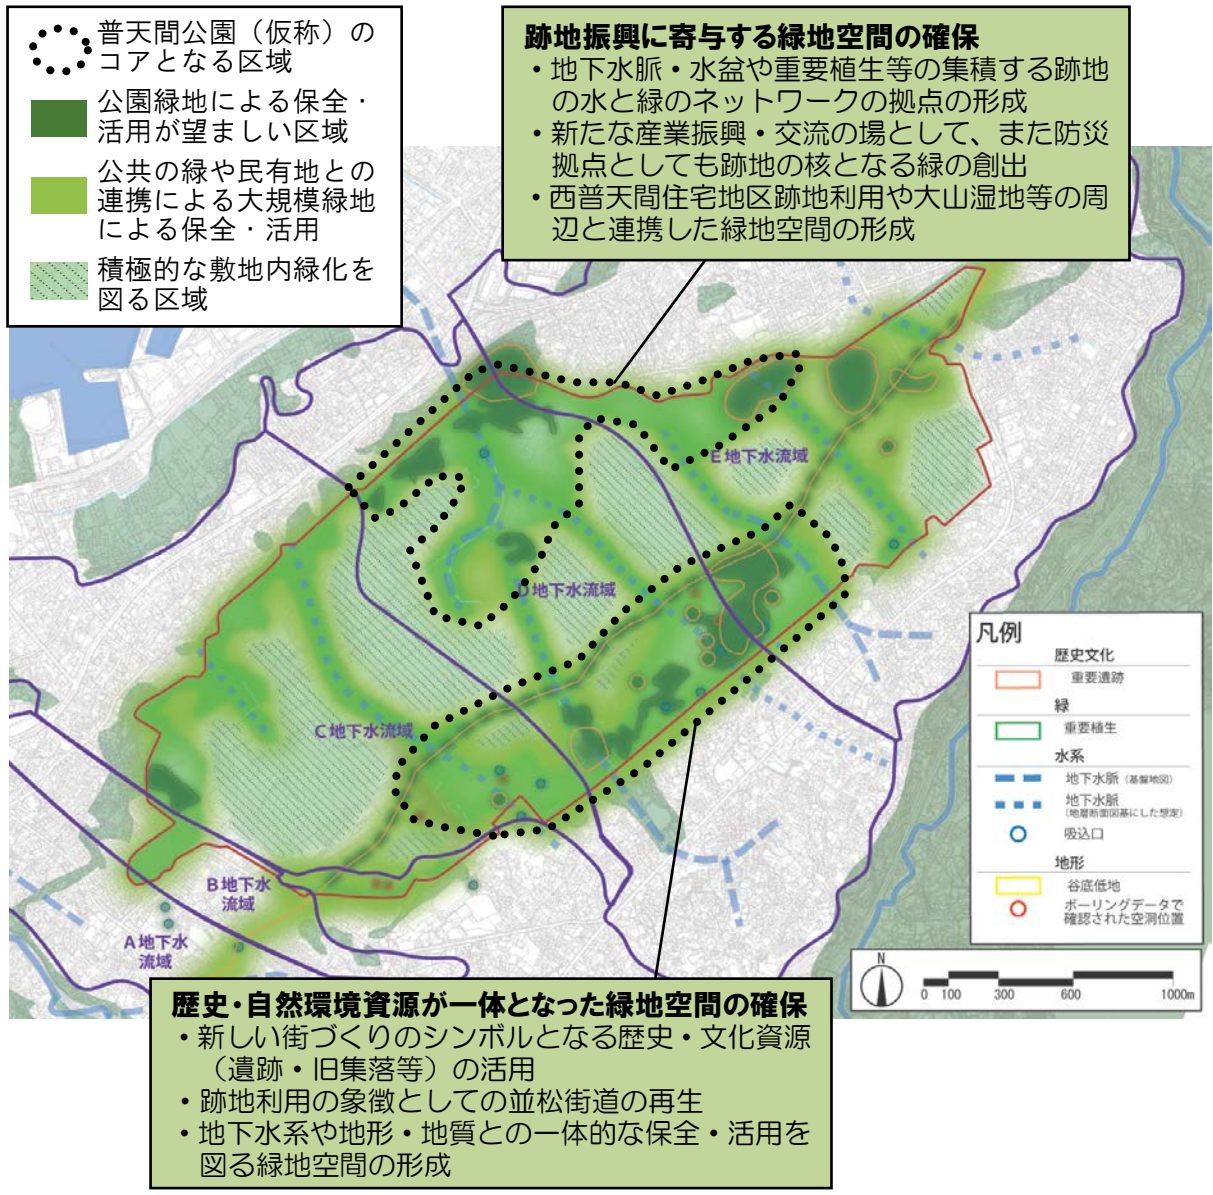 普天間公園（仮称）の
コアとなる区域
公園緑地による保全・
活用が望ましい区域
公共の緑や民有地との
連携による大規模緑地
による保全・活用
積極的な敷地内緑化を
図る区域
跡地振興に寄与する緑地空間の確保
・地下水脈・水盆や重要植生等の集積する跡地
の水と緑のネットワークの拠点の形成
・新たな産業振興・交流の場として、また防災
拠点としても跡地の核となる緑の創出
・西普天間住宅地区跡地利用や大山湿地等の周
辺と連携した緑地空間の形成
E地下水流域
D地下水流域
C地下水流域
B地下水
流域
A地下水
流域
凡例
歴史文化
重要遺跡
緑
重要植生
水系
地下水脈（基盤地図）
地下水脈
（地層断面図基にした想定）
吸込口
地形
谷底低地
ボーリングデータで
確認された空洞位置
N
0 100 300 600 1000m
歴史・自然環境資源が一体となった緑地空間の確保
・新しい街づくりのシンボルとなる歴史・文化資源
（遺跡・旧集落等）の活用
・跡地利用の象徴としての並松街道の再生
・地下水系や地形・地質との一体的な保全・活用を
図る緑地空間の形成